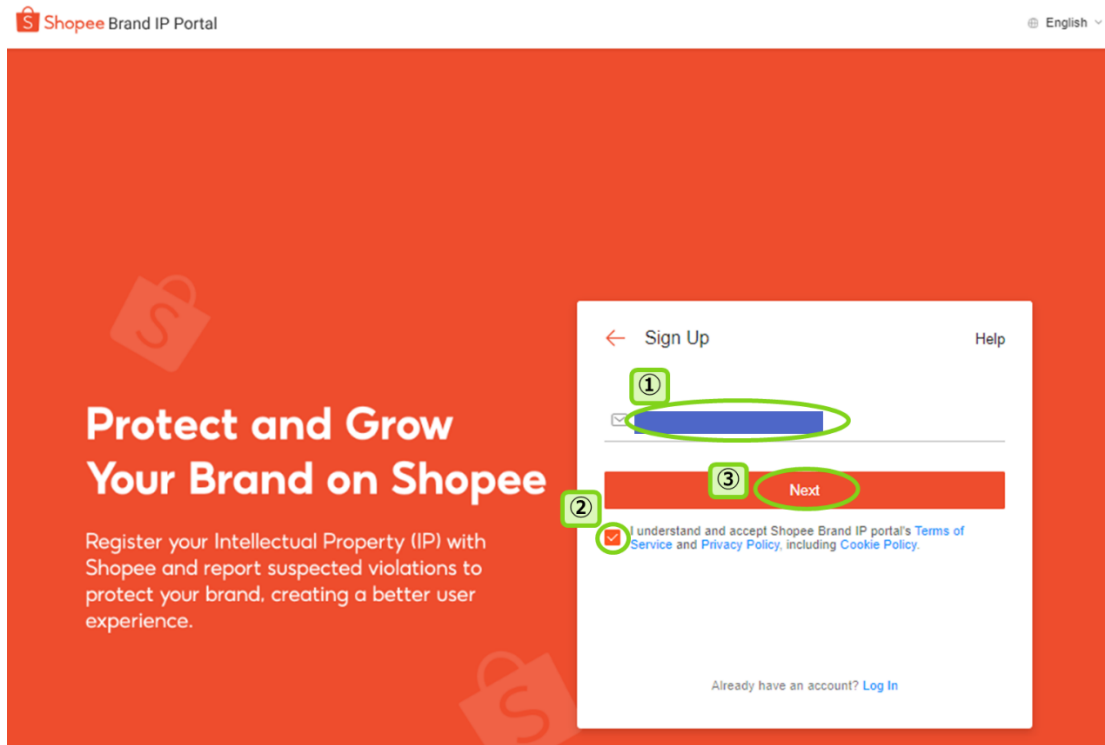 Shopee Brand IP Portal
English
Sign Up
Help
①
③
Next
②
I understand and accept Shopee Brand IP portal's Terms of
Service and Privacy Policy, including Cookie Policy.
Already have an account? Log In
Protect and Grow
Your Brand on Shopee
Register your Intellectual Property (IP) with
Shopee and report suspected violations to
protect your brand, creating a better user
experience.